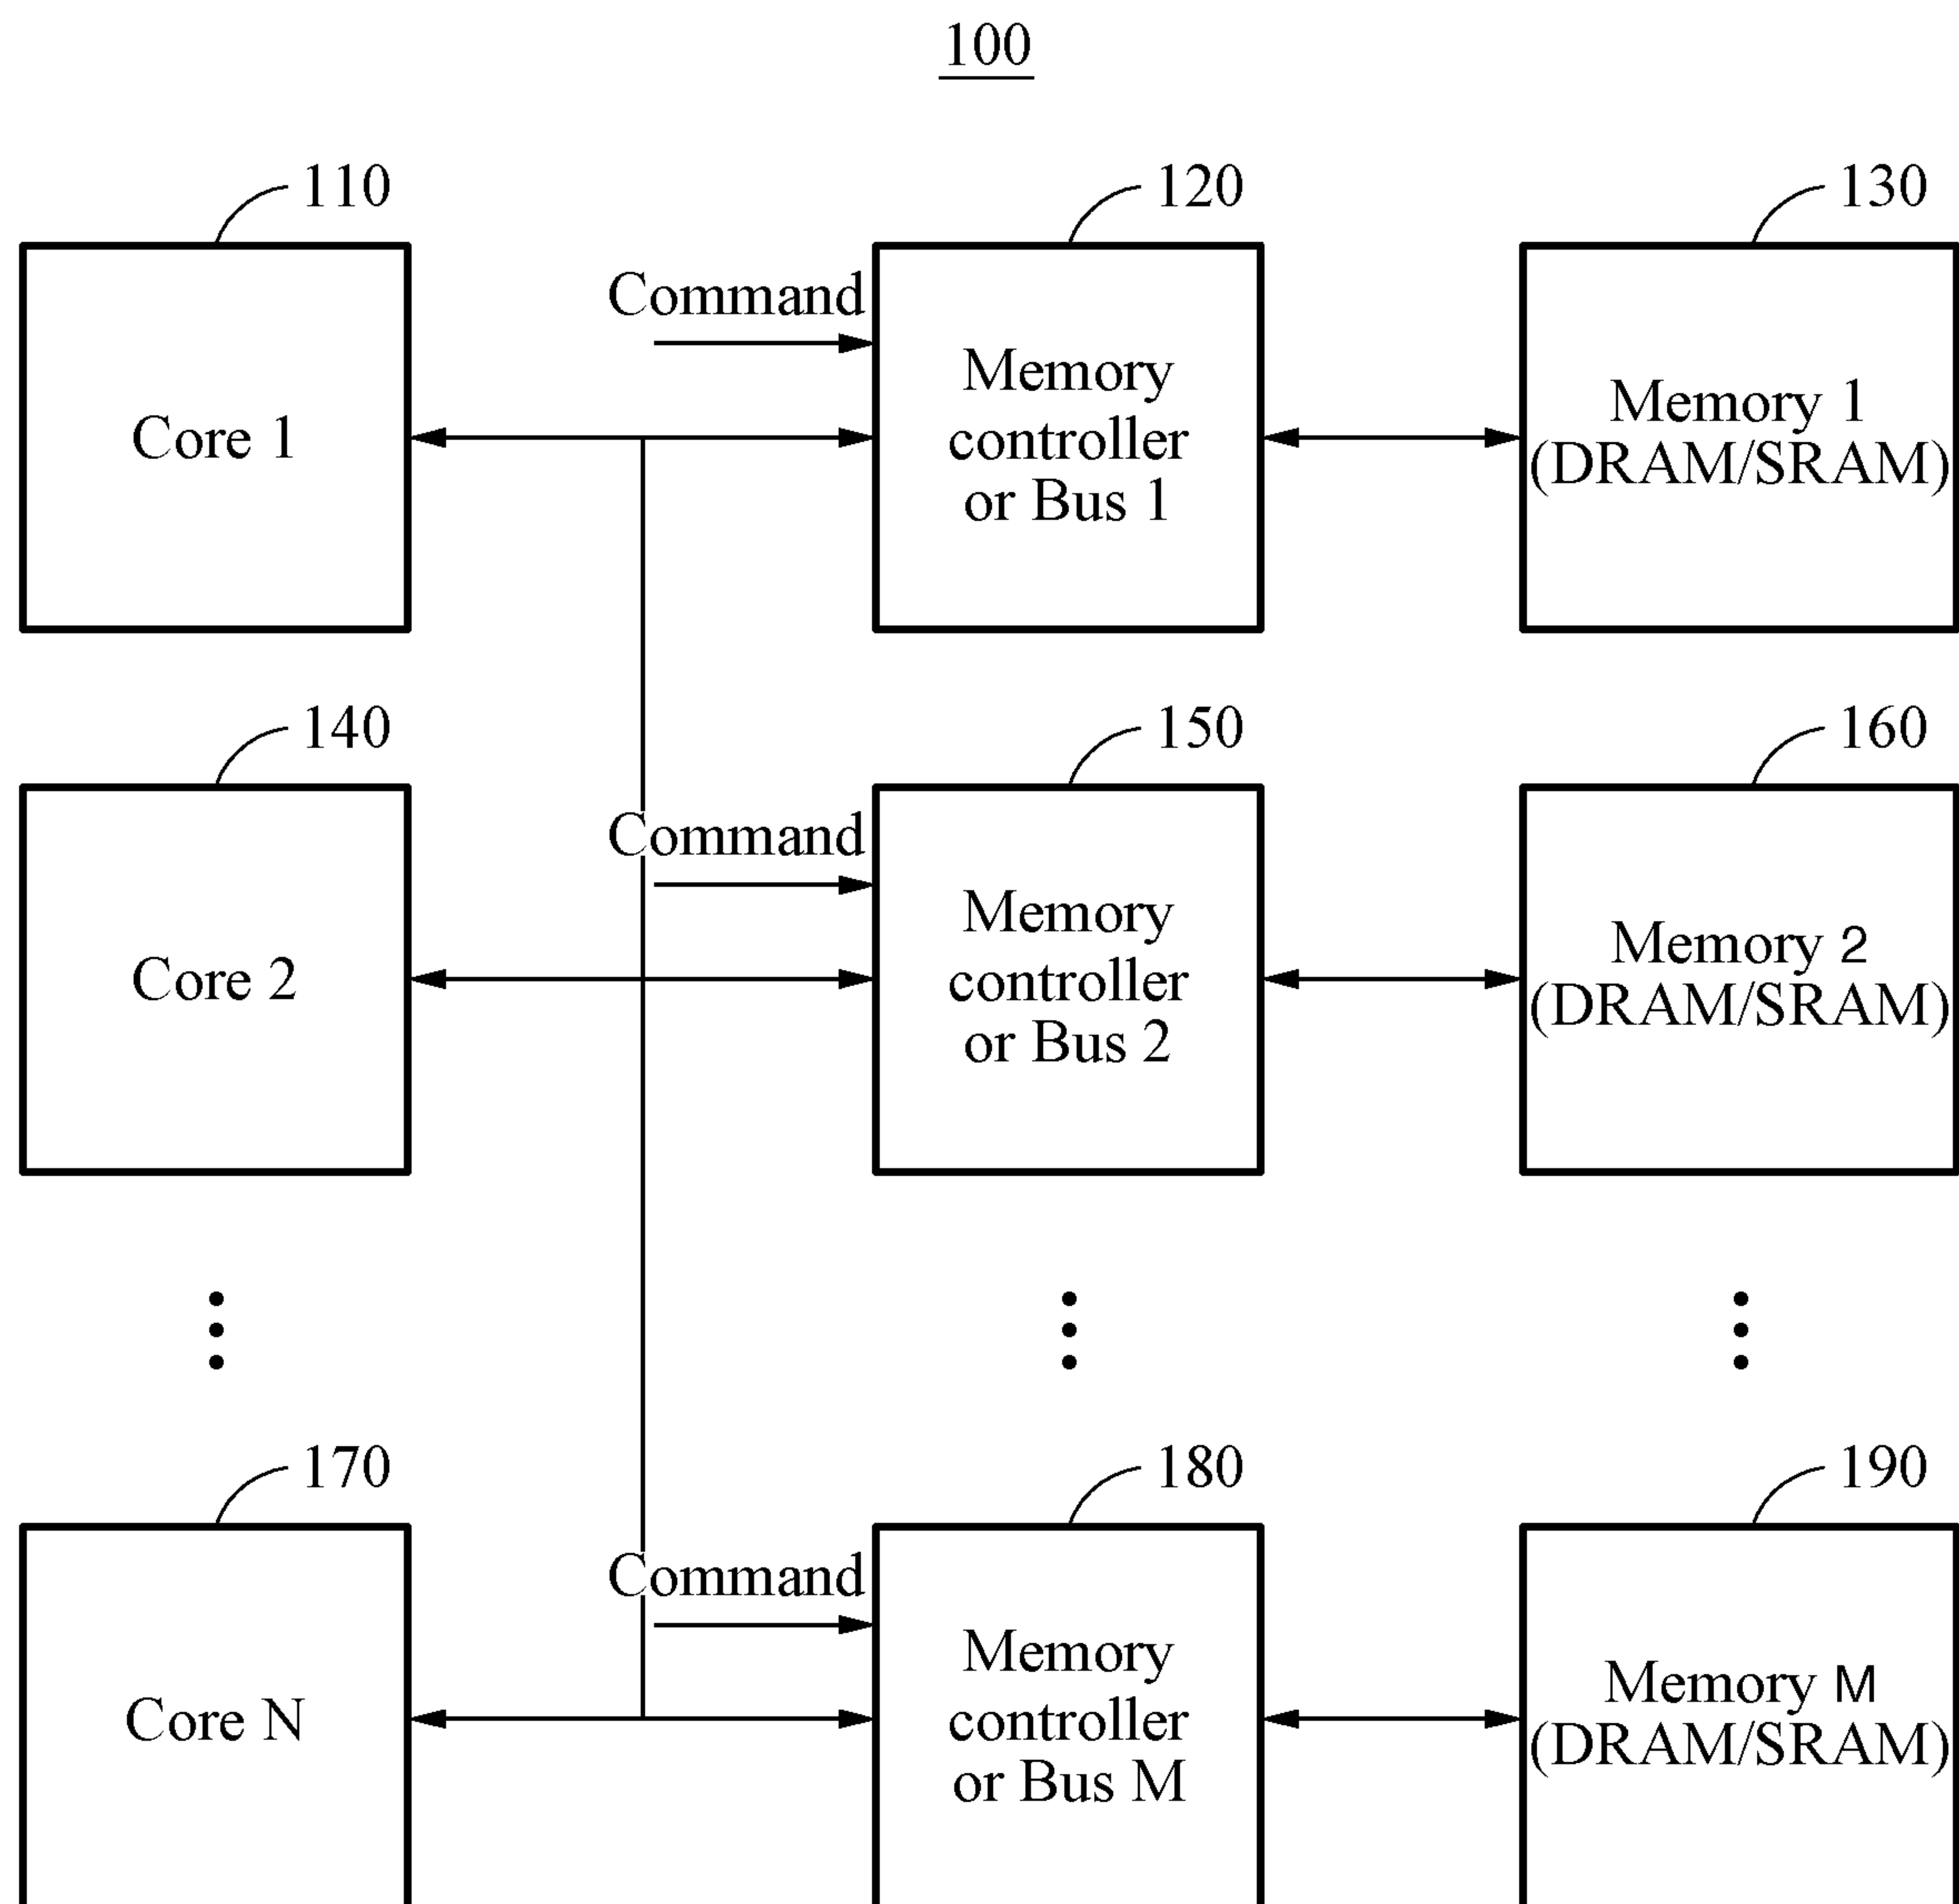 100
110
120
130
Command
Core 1
Memory
controller
or Bus 1
Memory 1
(DRAM/SRAM)
140
150
160
Command
Core 2
Memory
controller
or Bus 2
Memory 2
(DRAM/SRAM)
170
180
190
Command
Core N
Memory
controller
or Bus M
Memory M
(DRAM/SRAM)